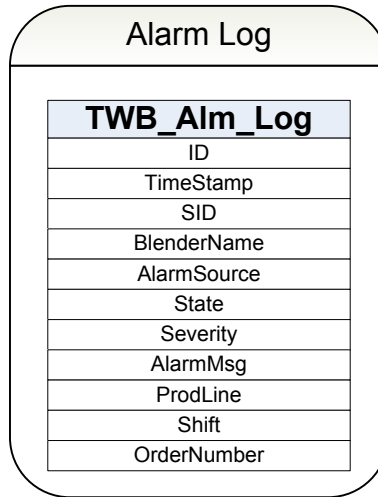 Alarm Log
TWB_Alm_Log
ID
TimeStamp
SID
BlenderName
AlarmSource
State
Severity
AlarmMsg
ProdLine
Shift
OrderNumber